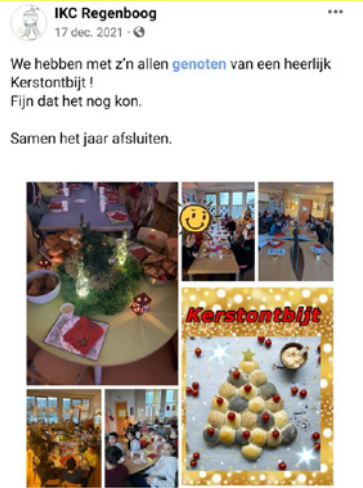 IKC Regenboog
17 dec. 2021 ·
We hebben met z'n allen genoten van een heerlijk
Kerstontbijt !
Fijn dat het nog kon.
Samen het jaar afsluiten.
Kerstontbijt